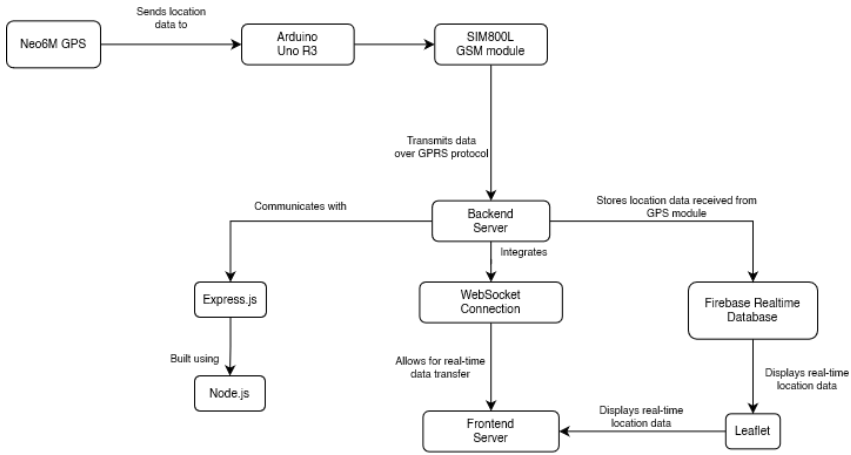 Sends location
data to
Neo6M GPS
Arduino
Uno R3
SIM800L
GSM module
Transmits data
over GPRS protocol
Communicates with
Backend
Server
Stores location data received from
GPS module
Integrates
Express.js
WebSocket
Connection
Firebase Realtime
Database
Built using
Allows for real-time
data transfer
Displays real-time
location data
Node.js
Frontend
Server
Displays real-time
location data
Leaflet